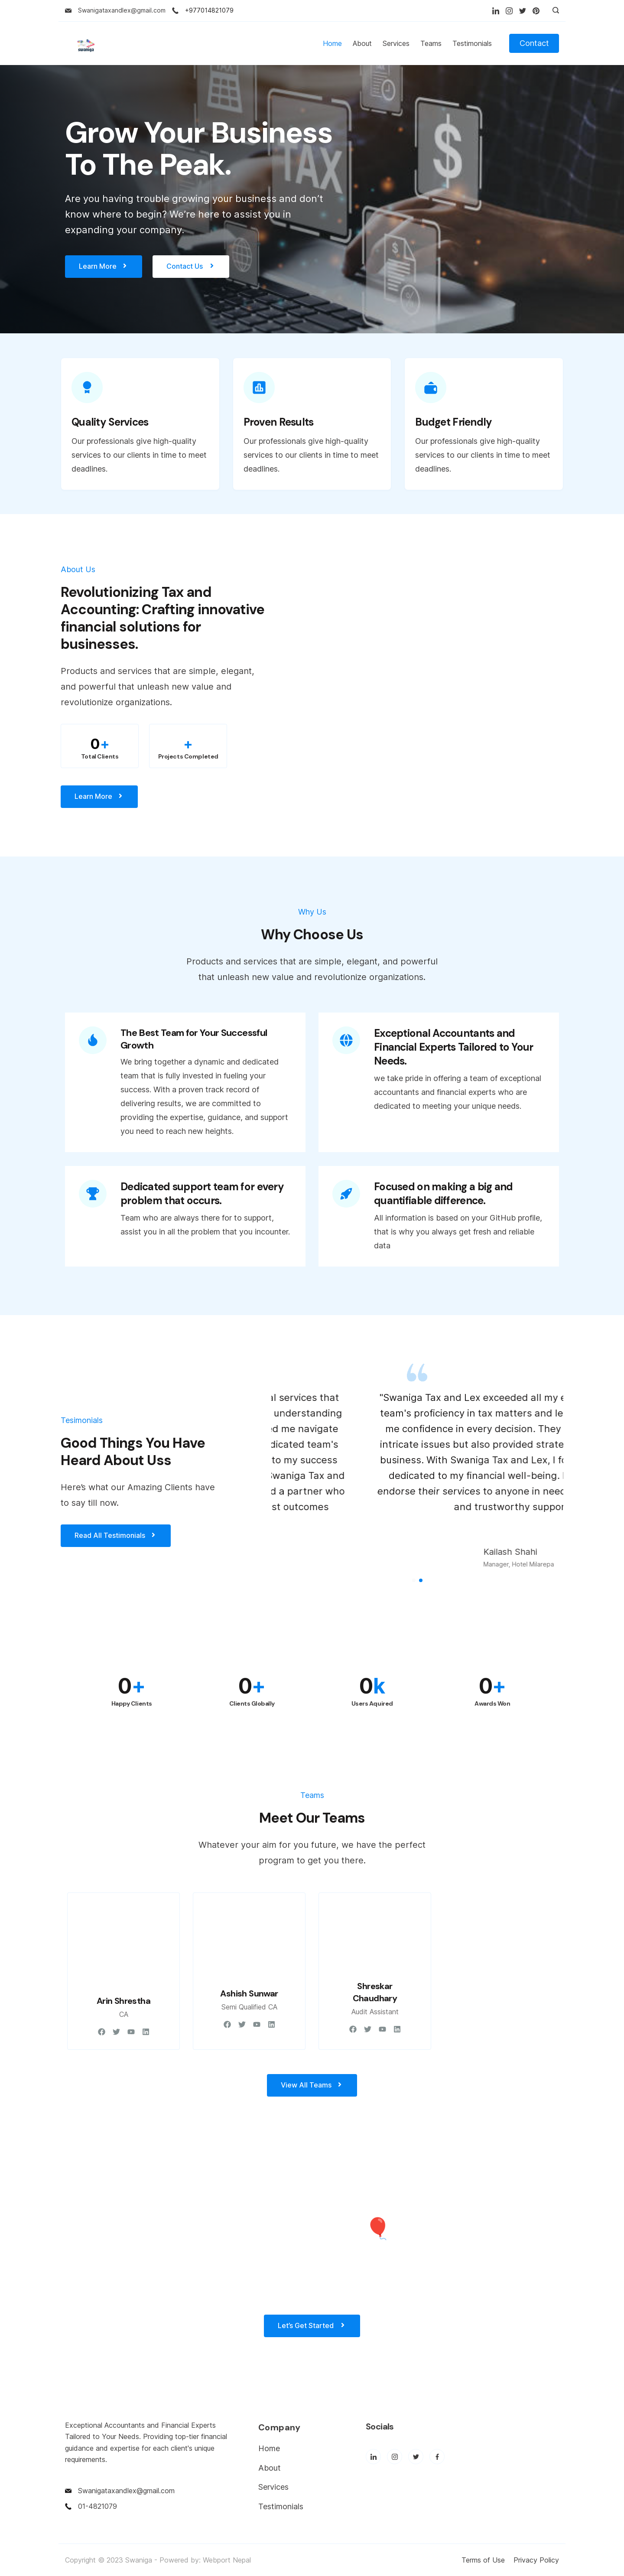 Swanigataxandlex@gmail.com +977014821079
swaniga
Home About Services Teams Testimonials Contact
Grow Your Business
To The Peak.
Are you having trouble growing your business and don't
know where to begin? We're here to assist you in
expanding your company.
Learn More Contact Us
Quality Services
Our professionals give high-quality
services to our clients in time to meet
deadlines.
Proven Results
Our professionals give high-quality
services to our clients in time to meet
deadlines.
Budget Friendly
Our professionals give high-quality
services to our clients in time to meet
deadlines.
About Us
Revolutionizing Tax and
Accounting: Crafting innovative
financial solutions for
businesses.
Products and services that are simple, elegant,
and powerful that unleash new value and
revolutionize organizations.
0+
Total Clients
+
Projects Completed
Learn More
Why Us
Why Choose Us
Products and services that are simple, elegant, and powerful
that unleash new value and revolutionize organizations.
The Best Team for Your Successful
Growth
We bring together a dynamic and dedicated
team that is fully invested in fueling your
success. With a proven track record of
delivering results, we are committed to
providing the expertise, guidance, and support
you need to reach new heights.
Exceptional Accountants and
Financial Experts Tailored to Your
Needs.
we take pride in offering a team of exceptional
accountants and financial experts who are
dedicated to meeting your unique needs.
Dedicated support team for every
problem that occurs.
Team who are always there for to support,
assist you in all the problem that you incounter.
Focused on making a big and
quantifiable difference.
All information is based on your GitHub profile,
that is why you always get fresh and reliable
data
Tesimonials
Good Things You Have
Heard About Uss
Here's what our Amazing Clients have
to say till now.
Read All Testimonials
al services that
understanding
ed me navigate
dicated team's
to my success
Swaniga Tax and
d a partner who
st outcomes
"Swaniga Tax and Lex exceeded all my e
team's proficiency in tax matters and le
me confidence in every decision. They
intricate issues but also provided strate
business. With Swaniga Tax and Lex, I fo
dedicated to my financial well-being.
endorse their services to anyone in need
and trustworthy suppor
Kailash Shahi
Manager, Hotel Milarepa
0+
Happy Clients
0+
Clients Globally
0k
Users Aquired
0+
Awards Won
Teams
Meet Our Teams
Whatever your aim for you future, we have the perfect
program to get you there.
Arin Shrestha
CA
Ashish Sunwar
Semi Qualified CA
Shreskar
Chaudhary
Audit Assistant
View All Teams
Let's Get Started
Exceptional Accountants and Financial Experts
Tailored to Your Needs. Providing top-tier financial
guidance and expertise for each client's unique
requirements.
Swanigataxandlex@gmail.com
01-4821079
Company
Home
About
Services
Testimonials
Socials
Copyright © 2023 Swaniga - Powered by: Webport Nepal
Terms of Use Privacy Policy